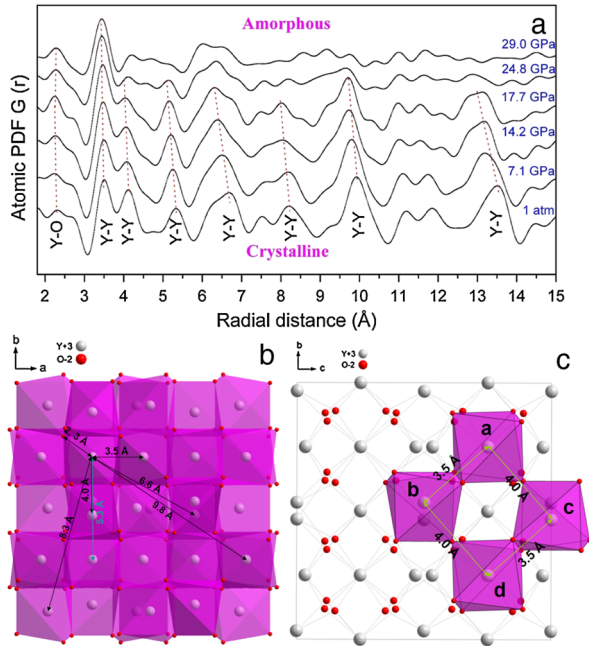 Amorphous
a
29.0 GPa
24.8 GPa
17.7 GPa
14.2 GPa
7.1 GPa
1 atm
Atomic PDF G (r)
Y-O
Y-Y
Y-Y
Y-Y
Y-Y
Y-Y
Y-Y
Y-Y
Crystalline
2 3 4 5 6 7 8 9 10 11 12 13 14 15
Radial distance (Å)
b
a
Y+3
O-2
b
2.3 Å
3.5 Å
4.0 Å
5.3 Å
6.6 Å
9.8 Å
8.3 Å
b
c
Y+3
O-2
c
a
3.5 Å
4.0 Å
b
c
4.0 Å
3.5 Å
d